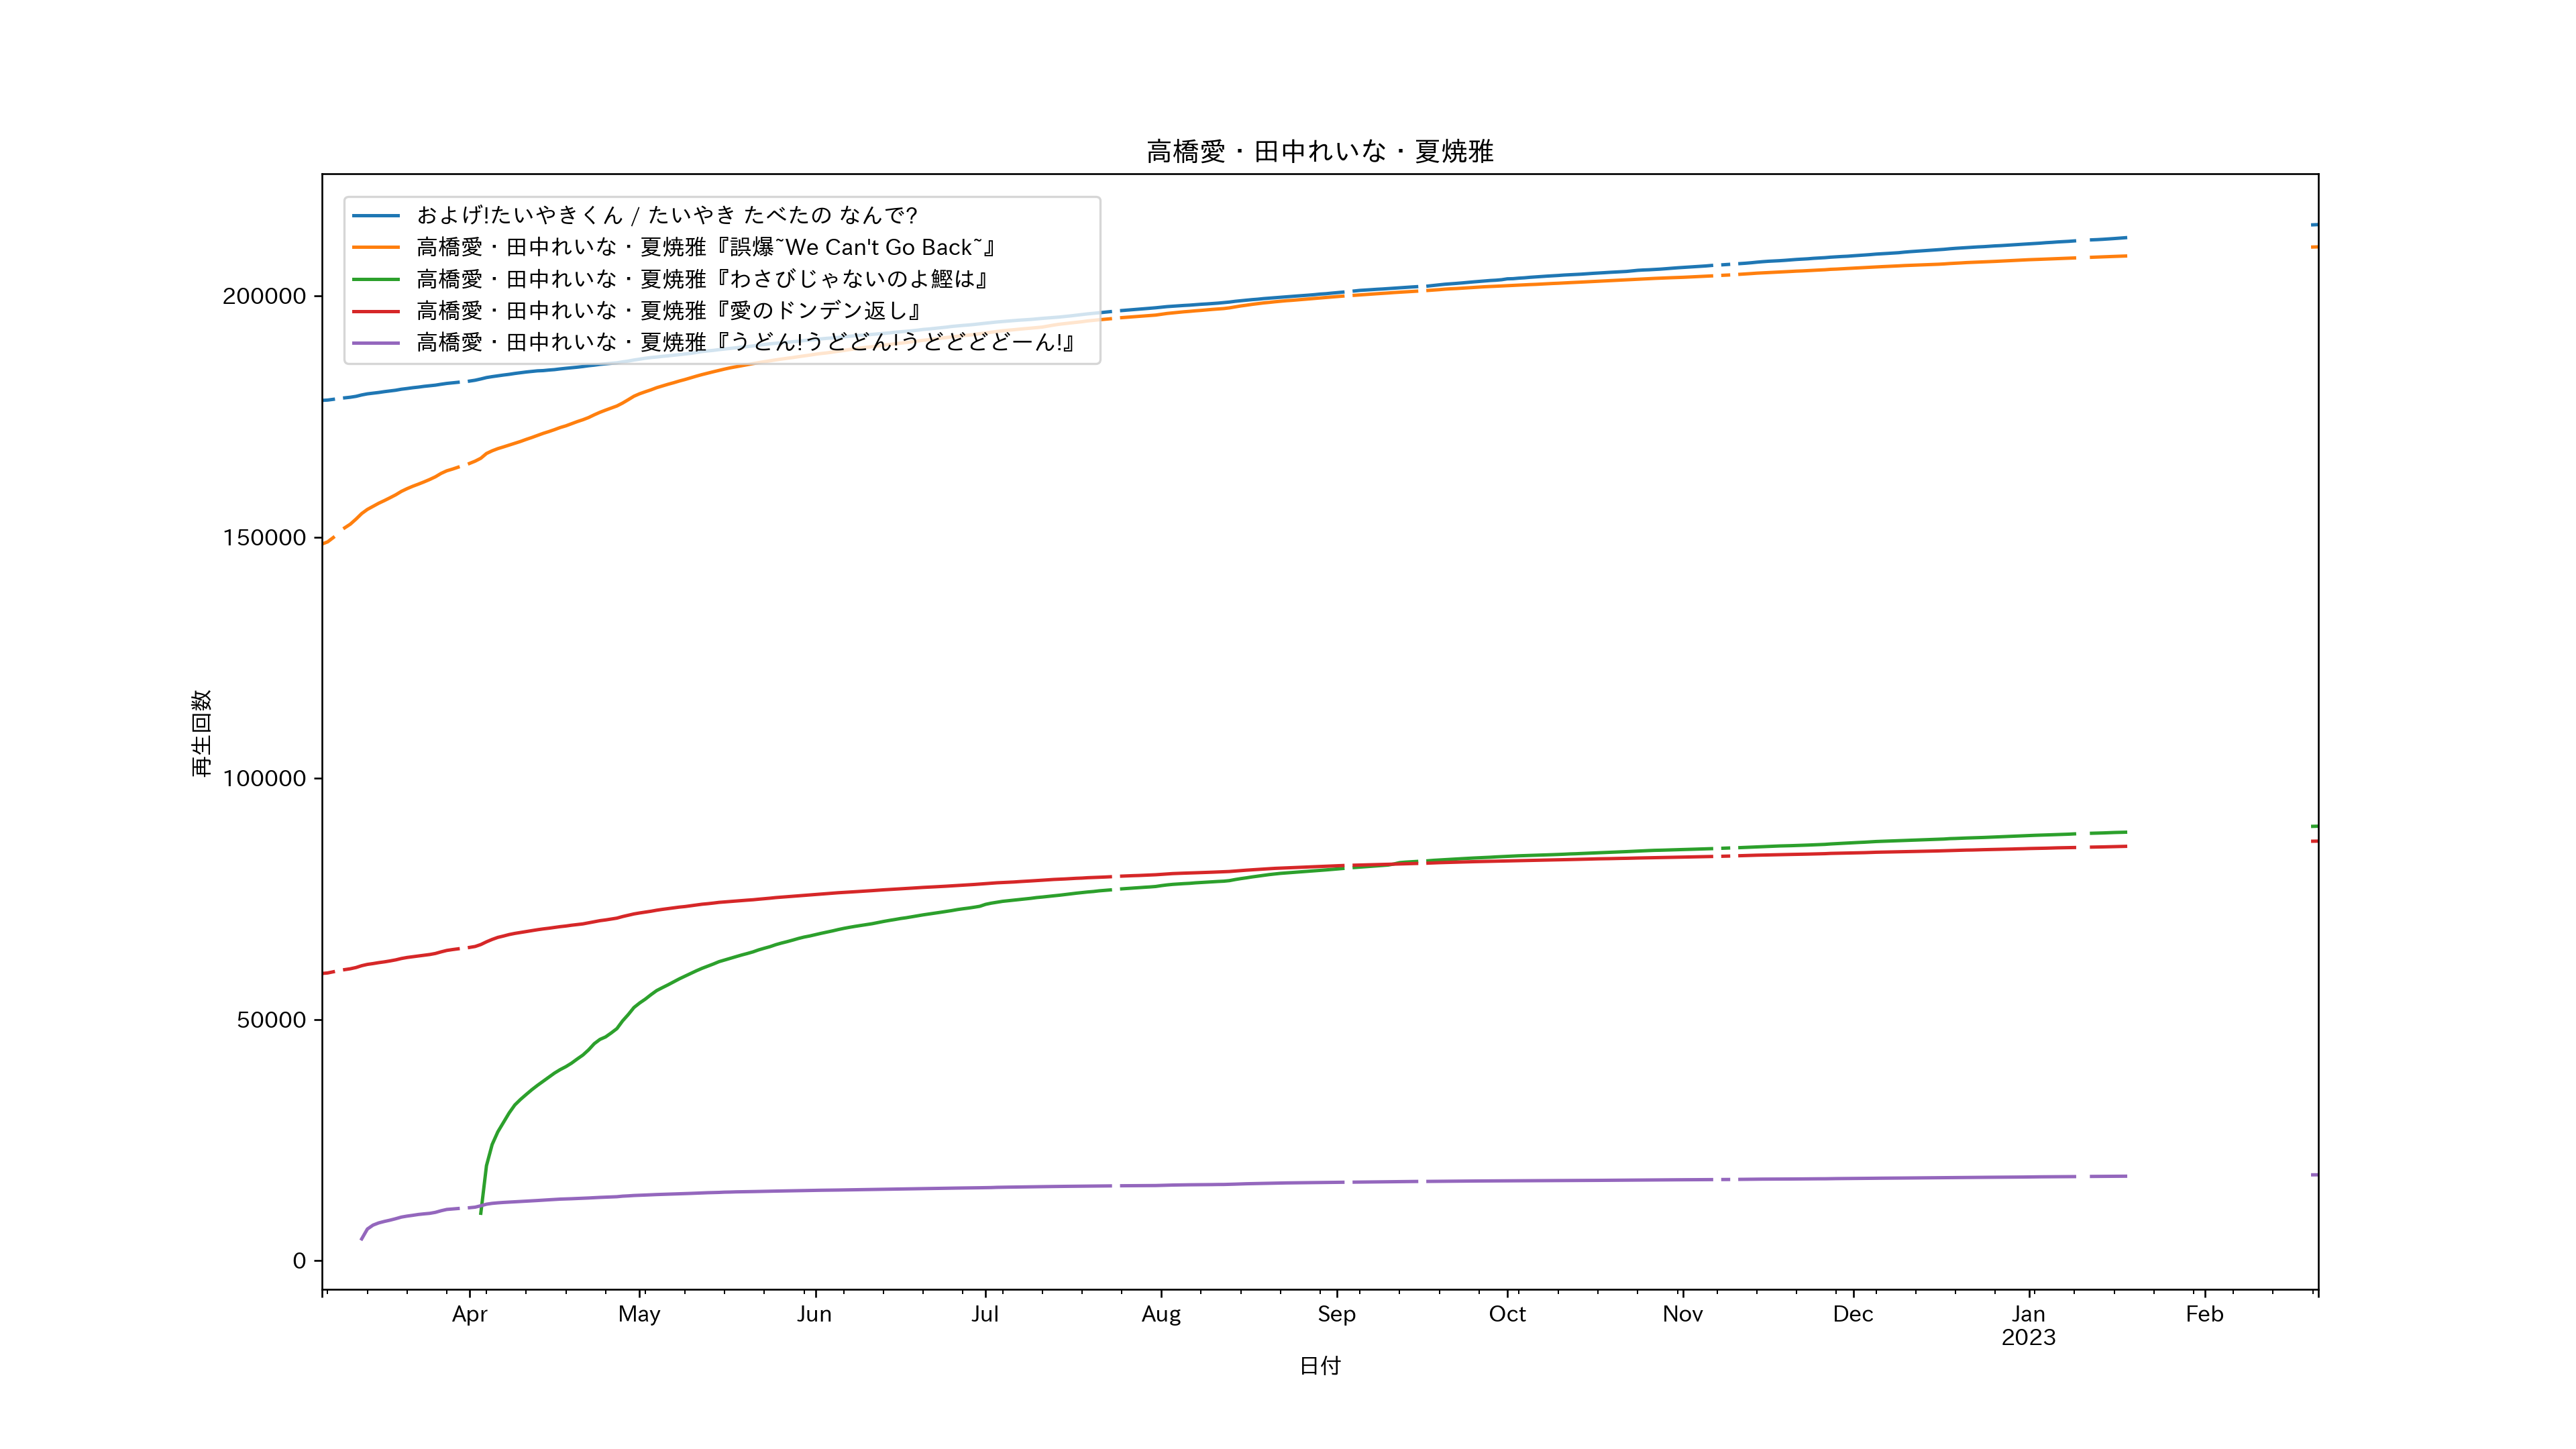 高橋愛・田中れいな・夏焼雅
およげ!たいやきくん / たいやき たべたの なんで?
高橋愛・田中れいな・夏焼雅『誤爆~We Can't Go Back~』
高橋愛・田中れいな・夏焼雅『わさびじゃないのよ鰹は』
高橋愛・田中れいな・夏焼雅『愛のドンデン返し』
高橋愛・田中れいな・夏焼雅『うどん!うどどん!うどどどどーん!』
再生回数
200000
150000
100000
50000
0
Apr May Jun Jul Aug Sep Oct Nov Dec Jan Feb
2023
日付